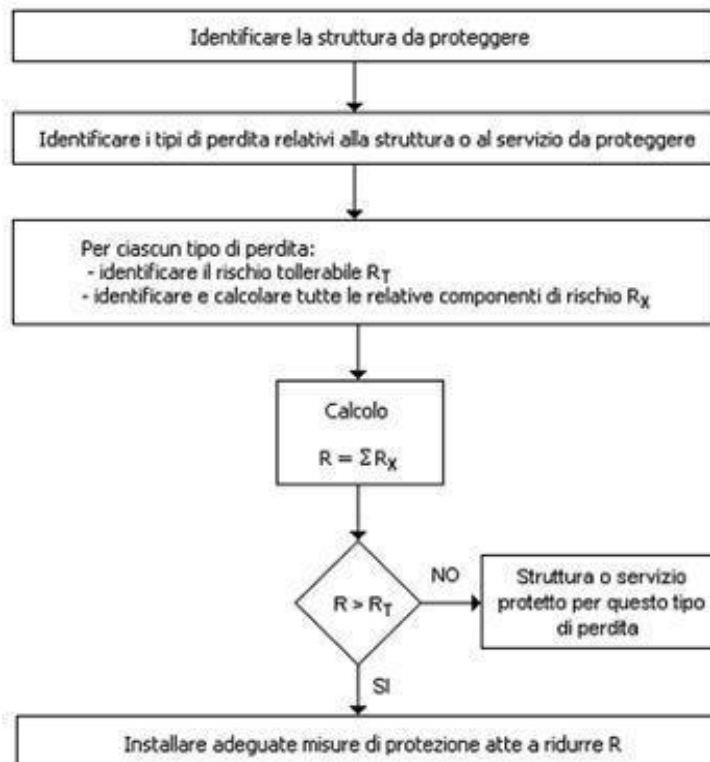 Identificare la struttura da proteggere
Identificare i tipi di perdita relativi alla struttura o al servizio da proteggere
Per ciascun tipo di perdita:
- identificare il rischio tollerabile RT
- identificare e calcolare tutte le relative componenti di rischio RX
Calcolo
R = ΣRX
R > RT
NO
Struttura o servizio
protetto per questo tipo
di perdita
SI
Installare adeguate misure di protezione atte a ridurre R